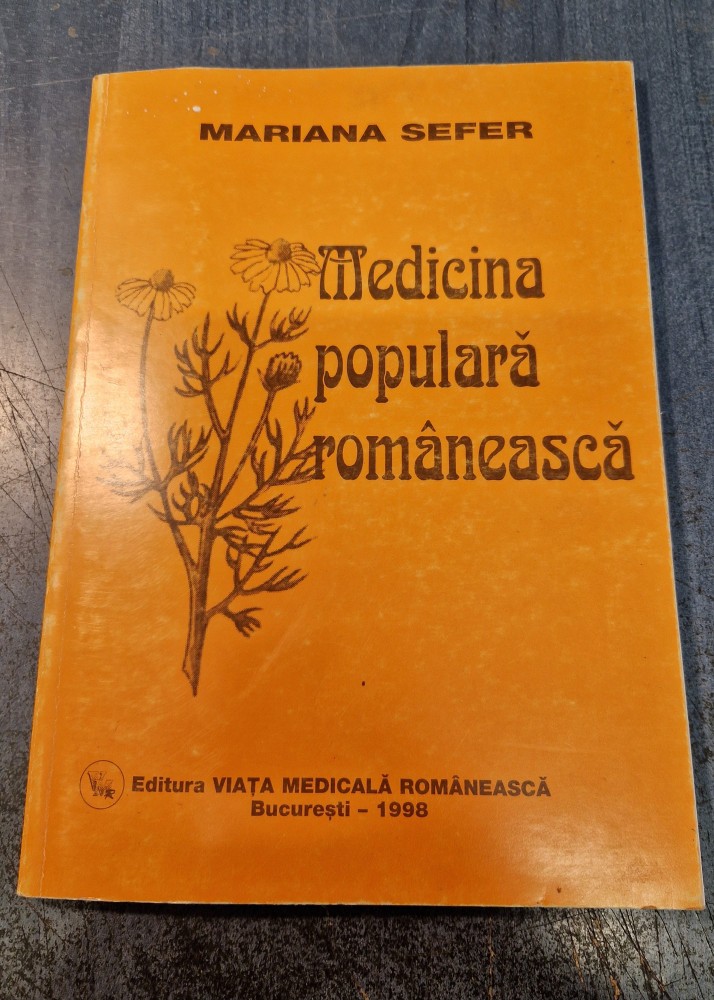 MARIANA SEFER
Medicina
populară
românească
Editura VIAȚA MEDICALĂ ROMÂNEASCĂ
București – 1998